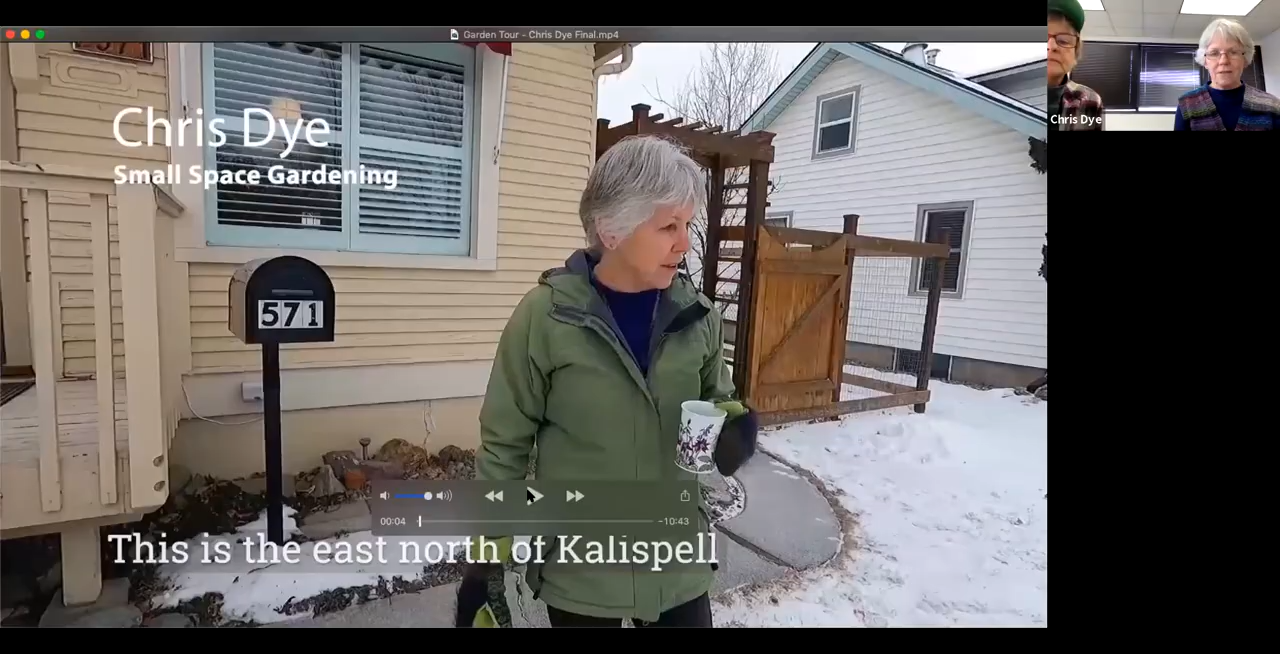 Garden Tour - Chris Dye Final.mp4
Chris Dye
Small Space Gardening
571
00:04
-10:43
This is the east north of Kalispell
Chris Dye